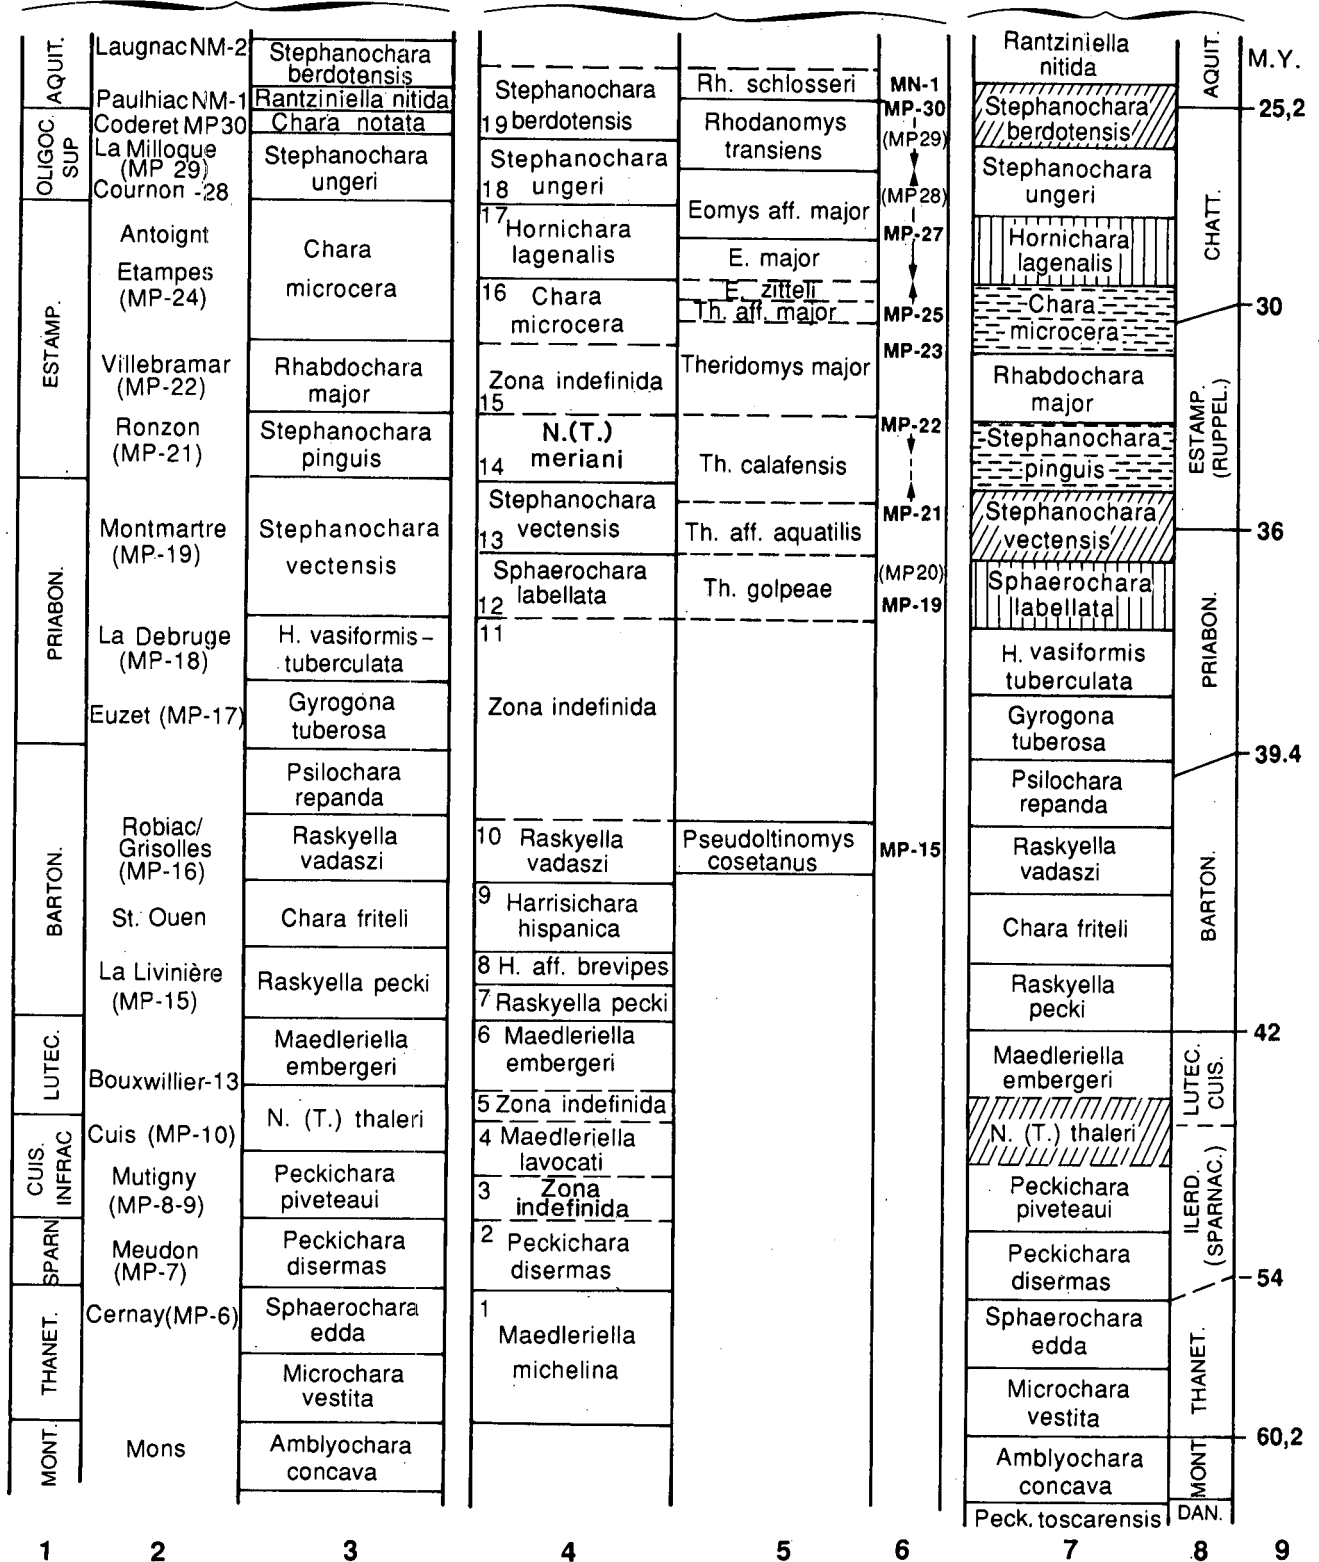 AQUIT.
OLIGOC.
SUP
ESTAMP.
PRIABON.
BARTON.
LUTEC.
CUIS.
INFRAC
SPARN
THANET.
MONT.
1
Laugnac NM-2
Paulhiac NM-1
Coderet MP30
La Milloque
(MP 29)
Cournon -28
Antoignt
Etampes
(MP-24)
Villebramar
(MP-22)
Ronzon
(MP-21)
Montmartre
(MP-19)
La Debruge
(MP-18)
Euzet (MP-17)
Robiac/
Grisolles
(MP-16)
St. Ouen
La Livinière
(MP-15)
Bouxwillier-13
Cuis (MP-10)
Mutigny
(MP-8-9)
Meudon
(MP-7)
Cernay(MP-6)
Mons
2
Stephanochara
berdotensis
Rantziniella nitida
Chara notata
Stephanochara
ungeri
Chara
microcera
Rhabdochara
major
Stephanochara
pinguis
Stephanochara
vectensis
H. vasiformis-
tuberculata
Gyrogona
tuberosa
Psilochara
repanda
Raskyella
vadaszi
Chara friteli
Raskyella pecki
Maedleriella
embergeri
N. (T.) thaleri
Peckichara
piveteaui
Peckichara
disermas
Sphaerochara
edda
Microchara
vestita
Amblyochara
concava
3
Stephanochara
19 berdotensis
Stephanochara
ungeri
18
17
Hornichara
lagenalis
16
Chara
microcera
Zona indefinida
15
N.(T.)
meriani
14
Stephanochara
vectensis
13
Sphaerochara
labellata
12
11
Zona indefinida
10 Raskyella
vadaszi
9
Harrisichara
hispanica
8 H. aff. brevipes
7 Raskyella pecki
6 Maedleriella
embergeri
5 Zona indefinida
4 Maedleriella
lavocati
3 Zona
indefinida
2
Peckichara
disermas
1
Maedleriella
michelina
4
Rh. schlosseri
Rhodanomys
transiens
Eomys aff. major
E. major
E. zitteli
Th. aff. major
Theridomys major
Th. calafensis
Th. aff. aquatilis
Th. golpeae
Pseudoltinomys
cosetanus
5
MN-1
MP-30
(MP29)
(MP28)
MP-27
MP-25
MP-23
MP-22
MP-21
(MP20)
MP-19
MP-15
6
Rantziniella
nitida
Stephanochara
berdotensis
Stephanochara
ungeri
Hornichara
lagenalis
Chara
microcera
Rhabdochara
major
Stephanochara
pinguis
Stephanochara
vectensis
Sphaerochara
labellata
H. vasiformis
tuberculata
Gyrogona
tuberosa
Psilochara
repanda
Raskyella
vadaszi
Chara friteli
Raskyella
pecki
Maedleriella
embergeri
N. (T.) thaleri
Peckichara
piveteaui
Peckichara
disermas
Sphaerochara
edda
Microchara
vestita
Amblyochara
concava
Peck. toscarensis
7
AQUIT.
CHATT.
ESTAMP.
(RUPPEL.)
PRIABON.
BARTON.
LUTEC.
CUIS.
ILERD.
(SPARNAC.)
THANET.
MONT
DAN.
8
M.Y.
25,2
30
36
39.4
42
54
60,2
9